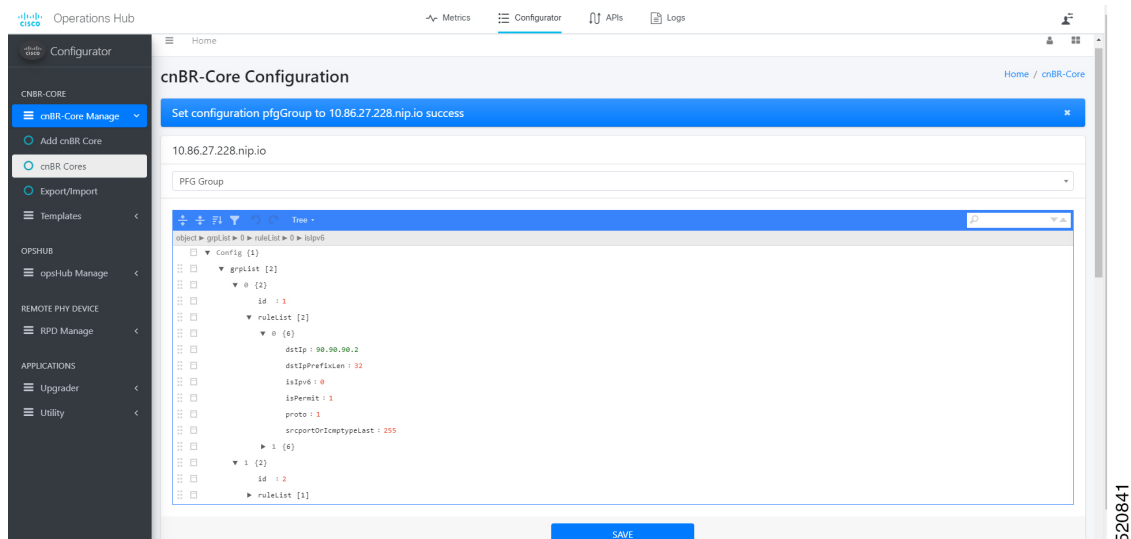 cisco Operations Hub Metrics Configurator APIs Logs
cisco Configurator
Home
cnBR-Core Configuration
Home / cnBR-Core
CNBR-CORE
cnBR-Core Manage
Set configuration pfgGroup to 10.86.27.228.nip.io success
Add cnBR Core
10.86.27.228.nip.io
cnBR Cores
PFG Group
Export/Import
Templates
Tree
object ► grpList ► 0 ► ruleList ► 0 ► isIpv6
OPSHUB
opsHub Manage
REMOTE PHY DEVICE
RPD Manage
APPLICATIONS
Upgrader
Utility
▼ Config {1}
▼ grpList [2]
▼ 0 {2}
id : 1
▼ ruleList [2]
▼ 0 {6}
dstIp : 90.90.90.2
dstIpPrefixLen : 32
isIpv6 : 0
isPermit : 1
proto : 1
srcportOrIcmptypeLast : 255
► 1 {6}
▼ 1 {2}
id : 2
► ruleList [1]
SAVE
520841